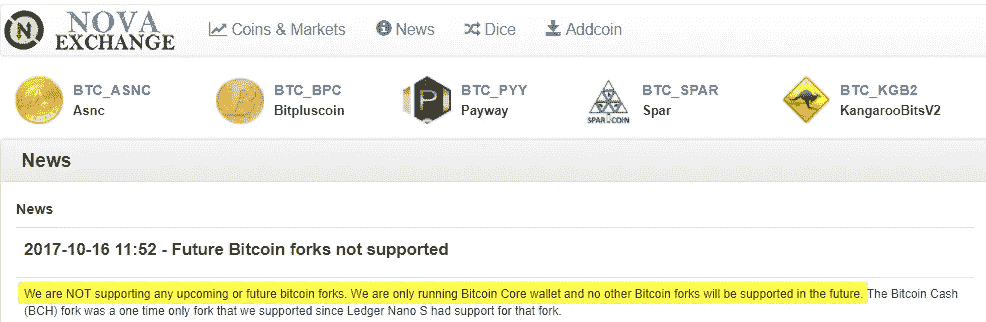 NOVA
EXCHANGE
Coins & Markets
News
Dice
Addcoin
BTC_ASNC
Asnc
BTC_BPC
Bitpluscoin
BTC_PYY
Payway
SPAR COIN
BTC_SPAR
Spar
BTC_KGB2
KangarooBitsV2
News
News
2017-10-16 11:52 - Future Bitcoin forks not supported
We are NOT supporting any upcoming or future bitcoin forks. We are only running Bitcoin Core wallet and no other Bitcoin forks will be supported in the future. The Bitcoin Cash
(BCH) fork was a one time only fork that we supported since Ledger Nano S had support for that fork.